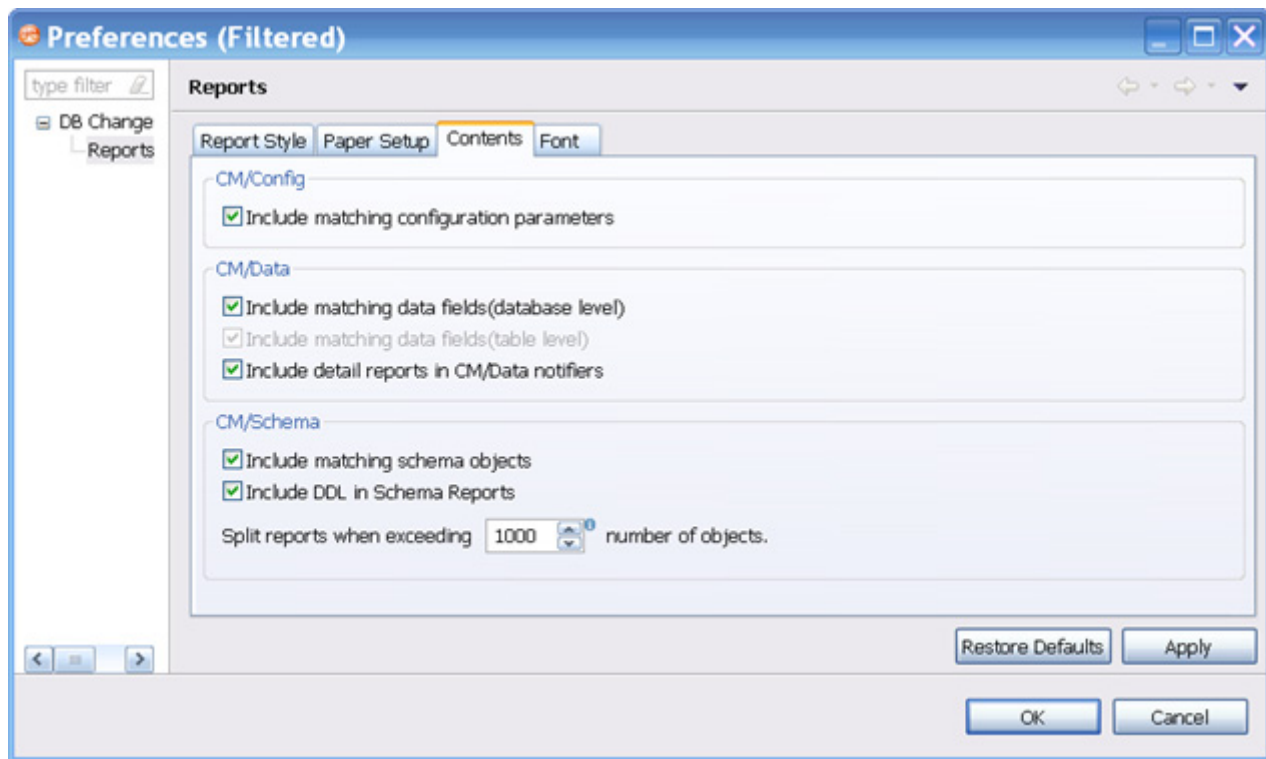 Preferences (Filtered)
type filter
DB Change
Reports
Reports
Report Style Paper Setup Contents Font
CM/Config
Include matching configuration parameters
CM/Data
Include matching data fields(database level)
Include matching data fields(table level)
Include detail reports in CM/Data notifiers
CM/Schema
Include matching schema objects
Include DDL in Schema Reports
Split reports when exceeding 1000 number of objects.
Restore Defaults Apply
OK Cancel